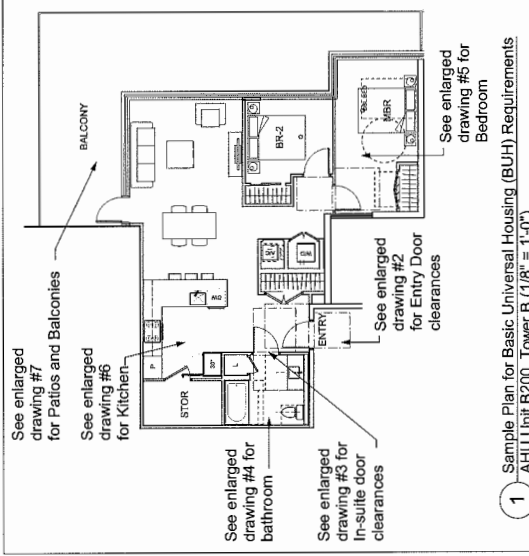 See enlarged
drawing #7
for Patios and Balconies
BALCONY
See enlarged
drawing #6
for Kitchen
P
DW
STOR
30"
L
BR-2
MBR
ENTRY
See enlarged
drawing #4 for
bathroom
See enlarged
drawing #3 for
In-suite door
clearances
See enlarged
drawing #2
for Entry Door
clearances
See enlarged
drawing #5 for
Bedroom
1
Sample Plan for Basic Universal Housing (BUH) Requirements
AHU Unit B200, Tower B (1/8" = 1'-0")